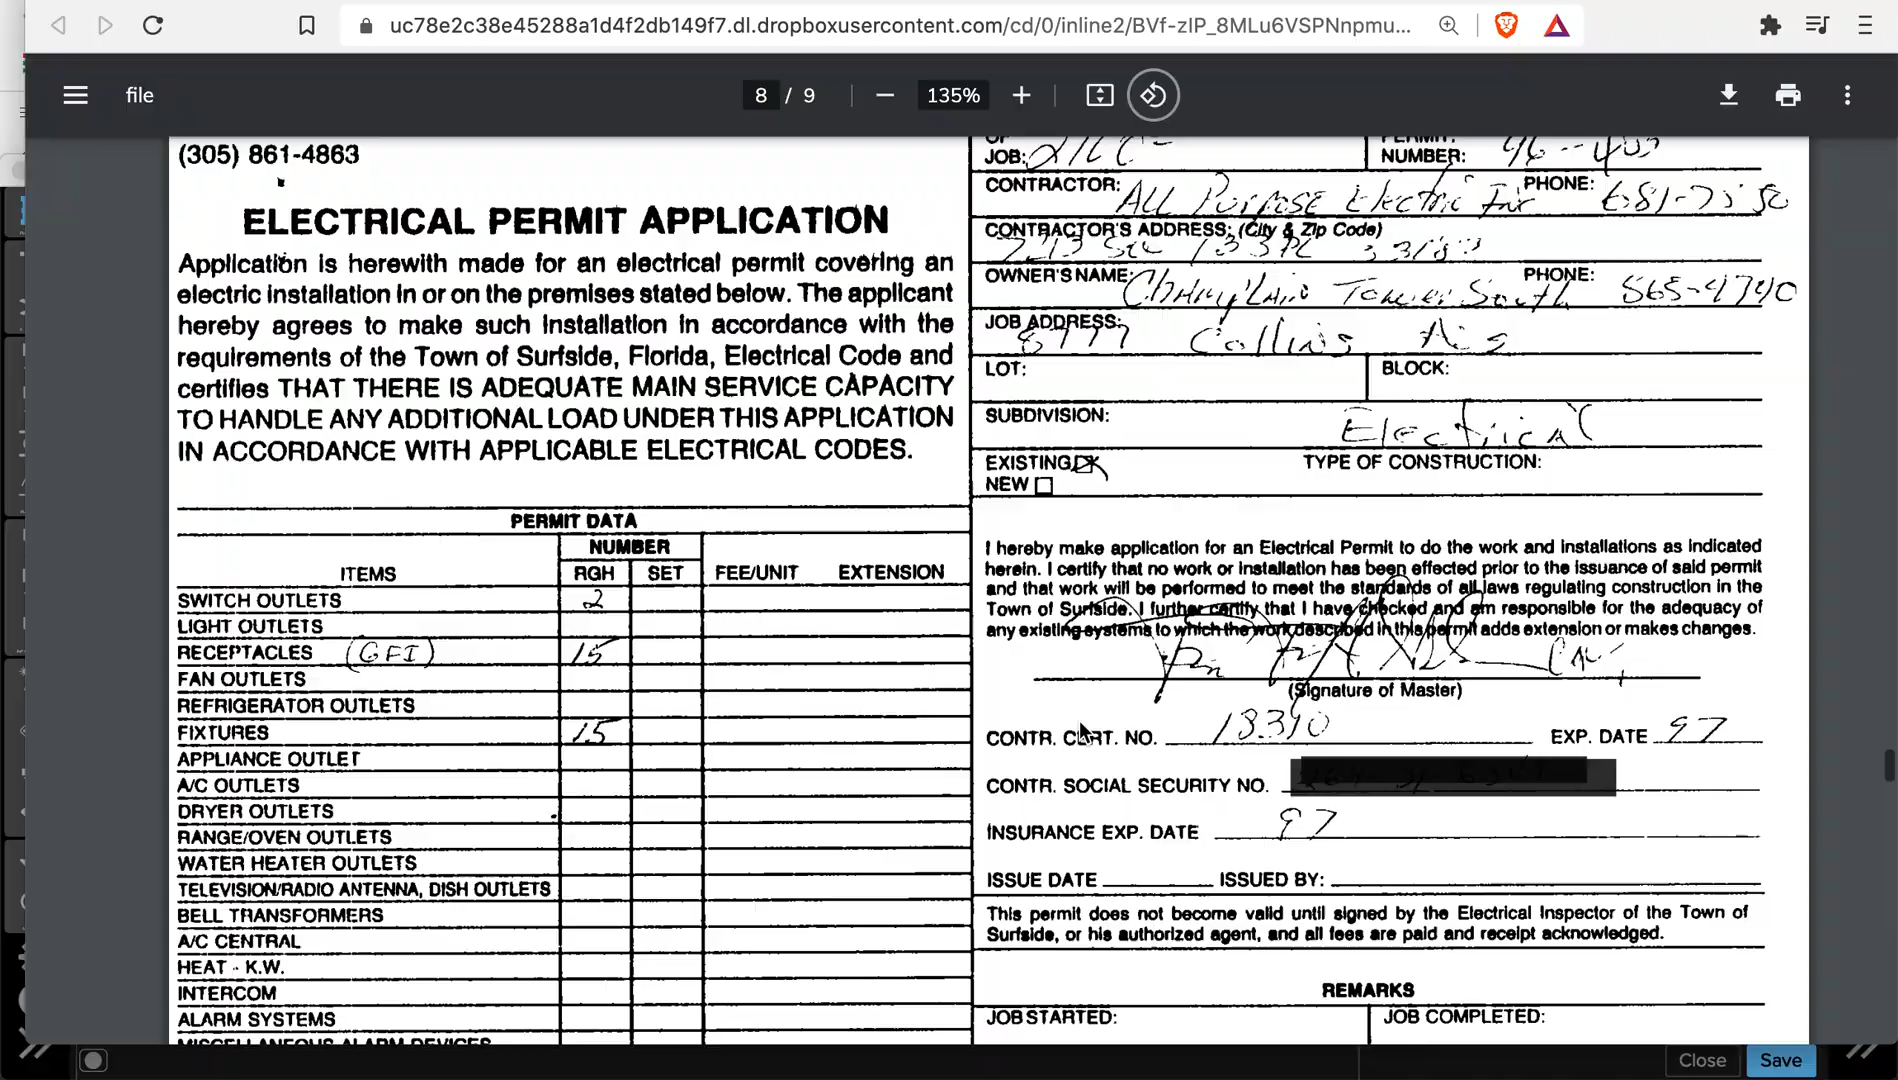 uc78e2c38e45288a1d4f2db149f7.dl.dropboxusercontent.com/cd/0/inline2/BVf-zIP_8MLu6VSPNnpmu...
file
8 / 9
135%
(305) 861-4863
ELECTRICAL PERMIT APPLICATION
Application is herewith made for an electrical permit covering an
electric installation in or on the premises stated below. The applicant
hereby agrees to make such installation in accordance with the
requirements of the Town of Surfside, Florida, Electrical Code and
certifies THAT THERE IS ADEQUATE MAIN SERVICE CAPACITY
TO HANDLE ANY ADDITIONAL LOAD UNDER THIS APPLICATION
IN ACCORDANCE WITH APPLICABLE ELECTRICAL CODES.
PERMIT DATA
NUMBER
ITEMS RGH SET FEE/UNIT EXTENSION
SWITCH OUTLETS 2
LIGHT OUTLETS
RECEPTACLES (GFI) 15
FAN OUTLETS
REFRIGERATOR OUTLETS
FIXTURES 15
APPLIANCE OUTLET
A/C OUTLETS
DRYER OUTLETS
RANGE/OVEN OUTLETS
WATER HEATER OUTLETS
TELEVISION/RADIO ANTENNA, DISH OUTLETS
BELL TRANSFORMERS
A/C CENTRAL
HEAT - K.W.
INTERCOM
ALARM SYSTEMS
MISCELLANEOUS ALARM DEVICES
OF PERMIT
JOB: NUMBER:
CONTRACTOR: ALL Purpose Electric Inc PHONE:
CONTRACTOR'S ADDRESS: (City & Zip Code)
OWNER'S NAME: Champlain Tower South PHONE: 865-4740
JOB ADDRESS: 8777 Collins Ave
LOT: BLOCK:
SUBDIVISION: Electrical
EXISTING TYPE OF CONSTRUCTION:
NEW
I hereby make application for an Electrical Permit to do the work and installations as indicated
herein. I certify that no work or installation has been effected prior to the issuance of said permit
and that work will be performed to meet the standards of all laws regulating construction in the
Town of Surfside. I further certify that I have checked and am responsible for the adequacy of
any existing systems to which the work described in this permit adds extension or makes changes.
(Signature of Master)
CONTR. CERT. NO. EXP. DATE 97
CONTR. SOCIAL SECURITY NO.
INSURANCE EXP. DATE 97
ISSUE DATE ISSUED BY:
This permit does not become valid until signed by the Electrical Inspector of the Town of
Surfside, or his authorized agent, and all fees are paid and receipt acknowledged.
REMARKS
JOB STARTED: JOB COMPLETED:
Close Save